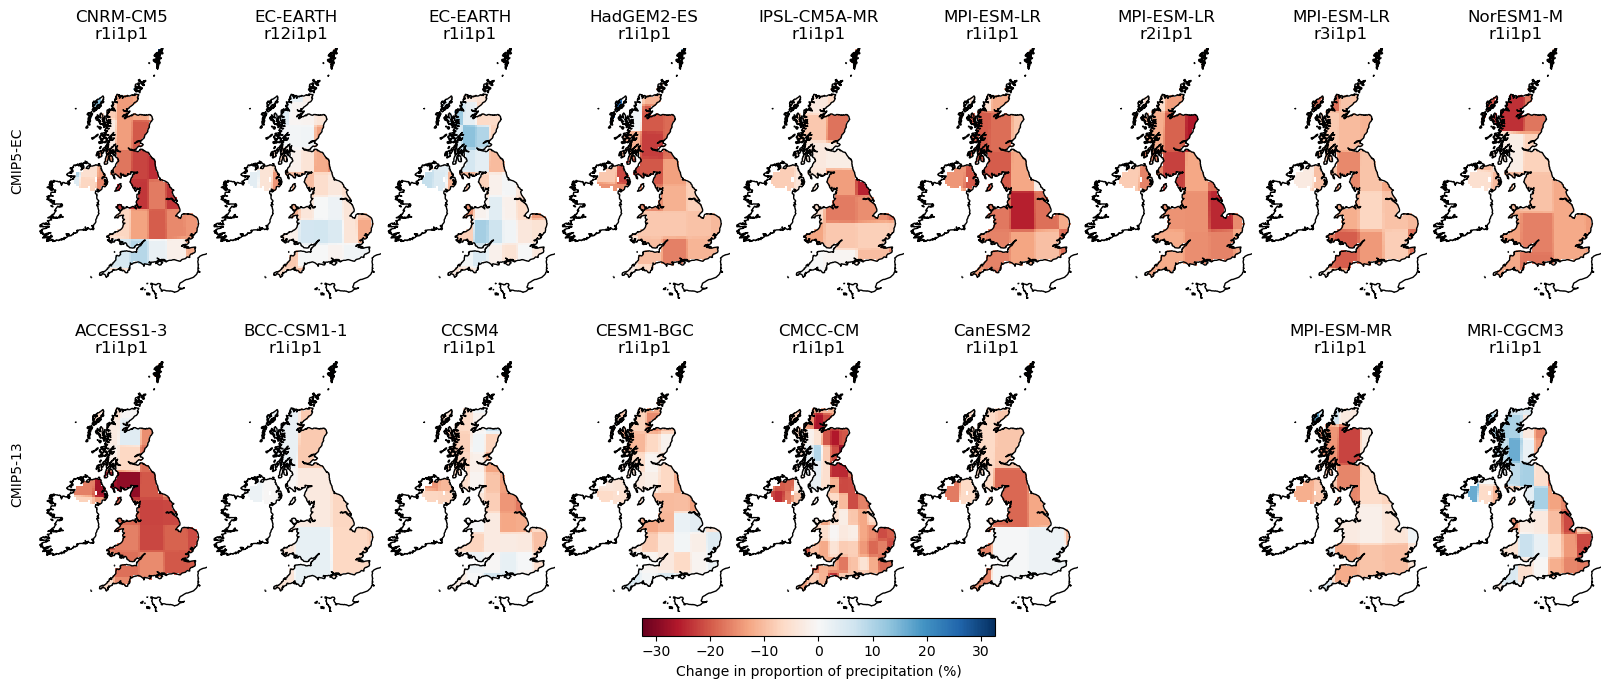 CNRM-CM5
r1i1p1
EC-EARTH
r12i1p1
EC-EARTH
r1i1p1
HadGEM2-ES
r1i1p1
IPSL-CM5A-MR
r1i1p1
MPI-ESM-LR
r1i1p1
MPI-ESM-LR
r2i1p1
MPI-ESM-LR
r3i1p1
NorESM1-M
r1i1p1
CMIP5-EC
ACCESS1-3
r1i1p1
BCC-CSM1-1
r1i1p1
CCSM4
r1i1p1
CESM1-BGC
r1i1p1
CMCC-CM
r1i1p1
CanESM2
r1i1p1
MPI-ESM-MR
r1i1p1
MRI-CGCM3
r1i1p1
CMIP5-13
−30 −20 −10 0 10 20 30
Change in proportion of precipitation (%)